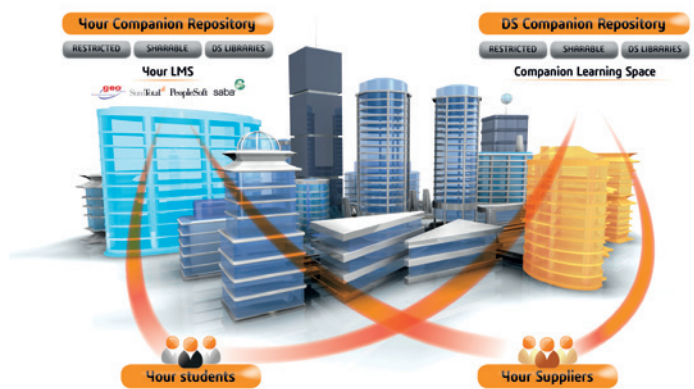 Your Companion Repository
RESTRICTED SHARABLE DS LIBRARIES
Your LMS
geo SumTotal PeopleSoft saba
DS Companion Repository
RESTRICTED SHARABLE DS LIBRARIES
Companion Learning Space
Your students
Your Suppliers